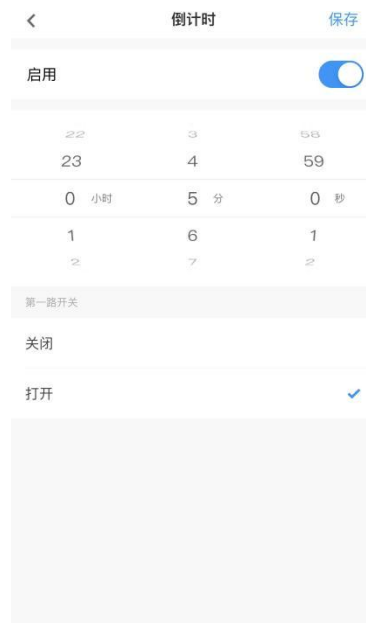 倒计时 保存
启用
22 3 58
23 4 59
0 小时 5 分 0 秒
1 6 1
2 7 2
第一路开关
关闭
打开